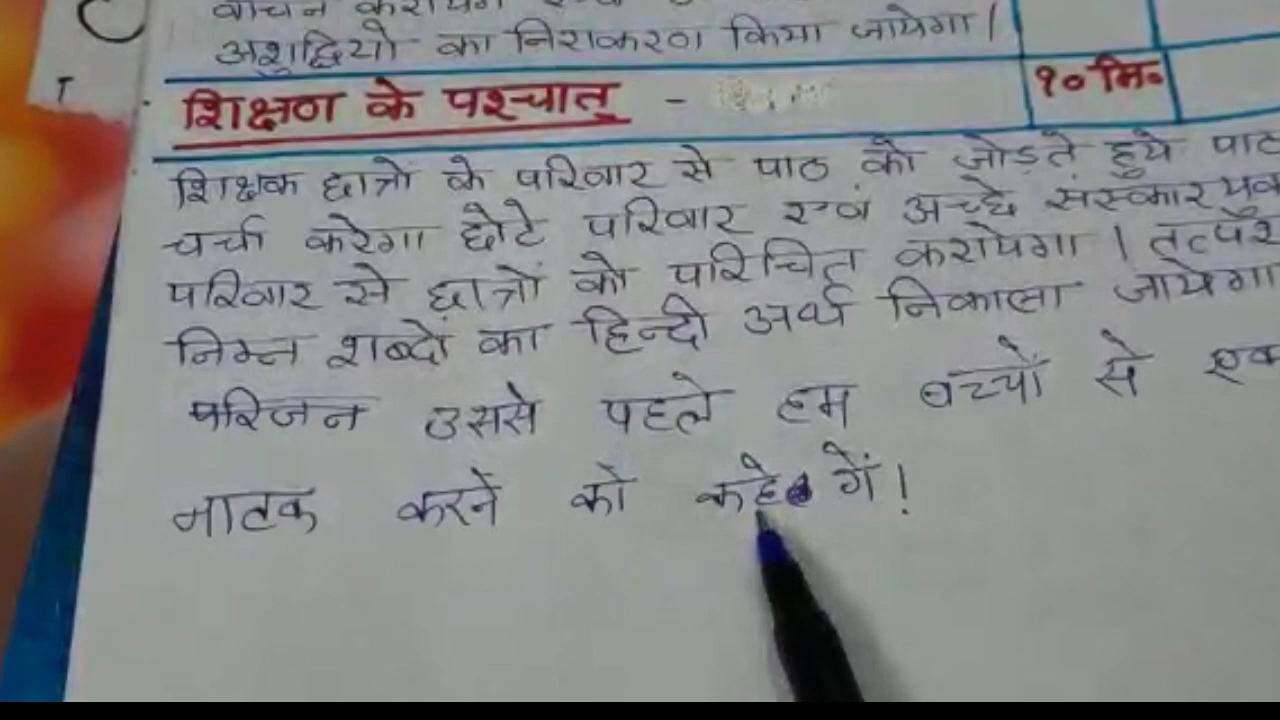 वाचन
अशुद्वियो का निराकरण किया जायेगा।
शिक्षण के पश्चात् - १० मि॰
शिक्षक छात्रों के परिवार से पाठ को जोड़ते हुये पाठ
चर्चा करेगा छोटे परिवार एवं अच्छे संस्कार
परिवार से छात्रों को परिचित करायेगा। तत्पश
निम्न शब्दों का हिन्दी अर्थ निकाला जायेगा
परिजन उससे पहले हम बच्चों से एक
नाटक करनें को कहे गें!